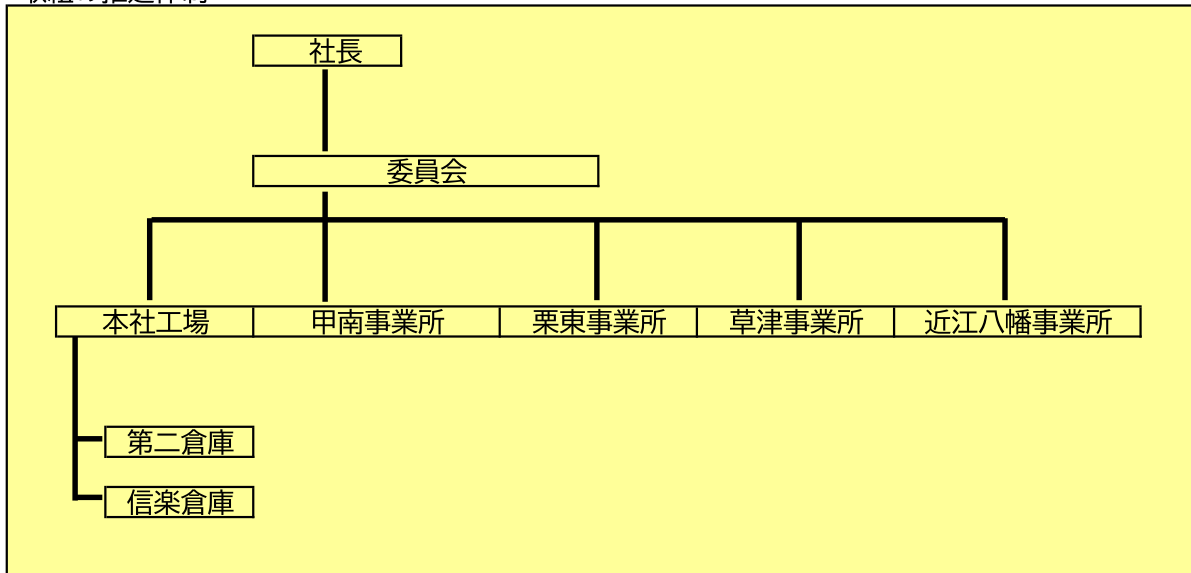 社長
委員会
本社工場 甲南事業所 栗東事業所 草津事業所 近江八幡事業所
第二倉庫
信楽倉庫